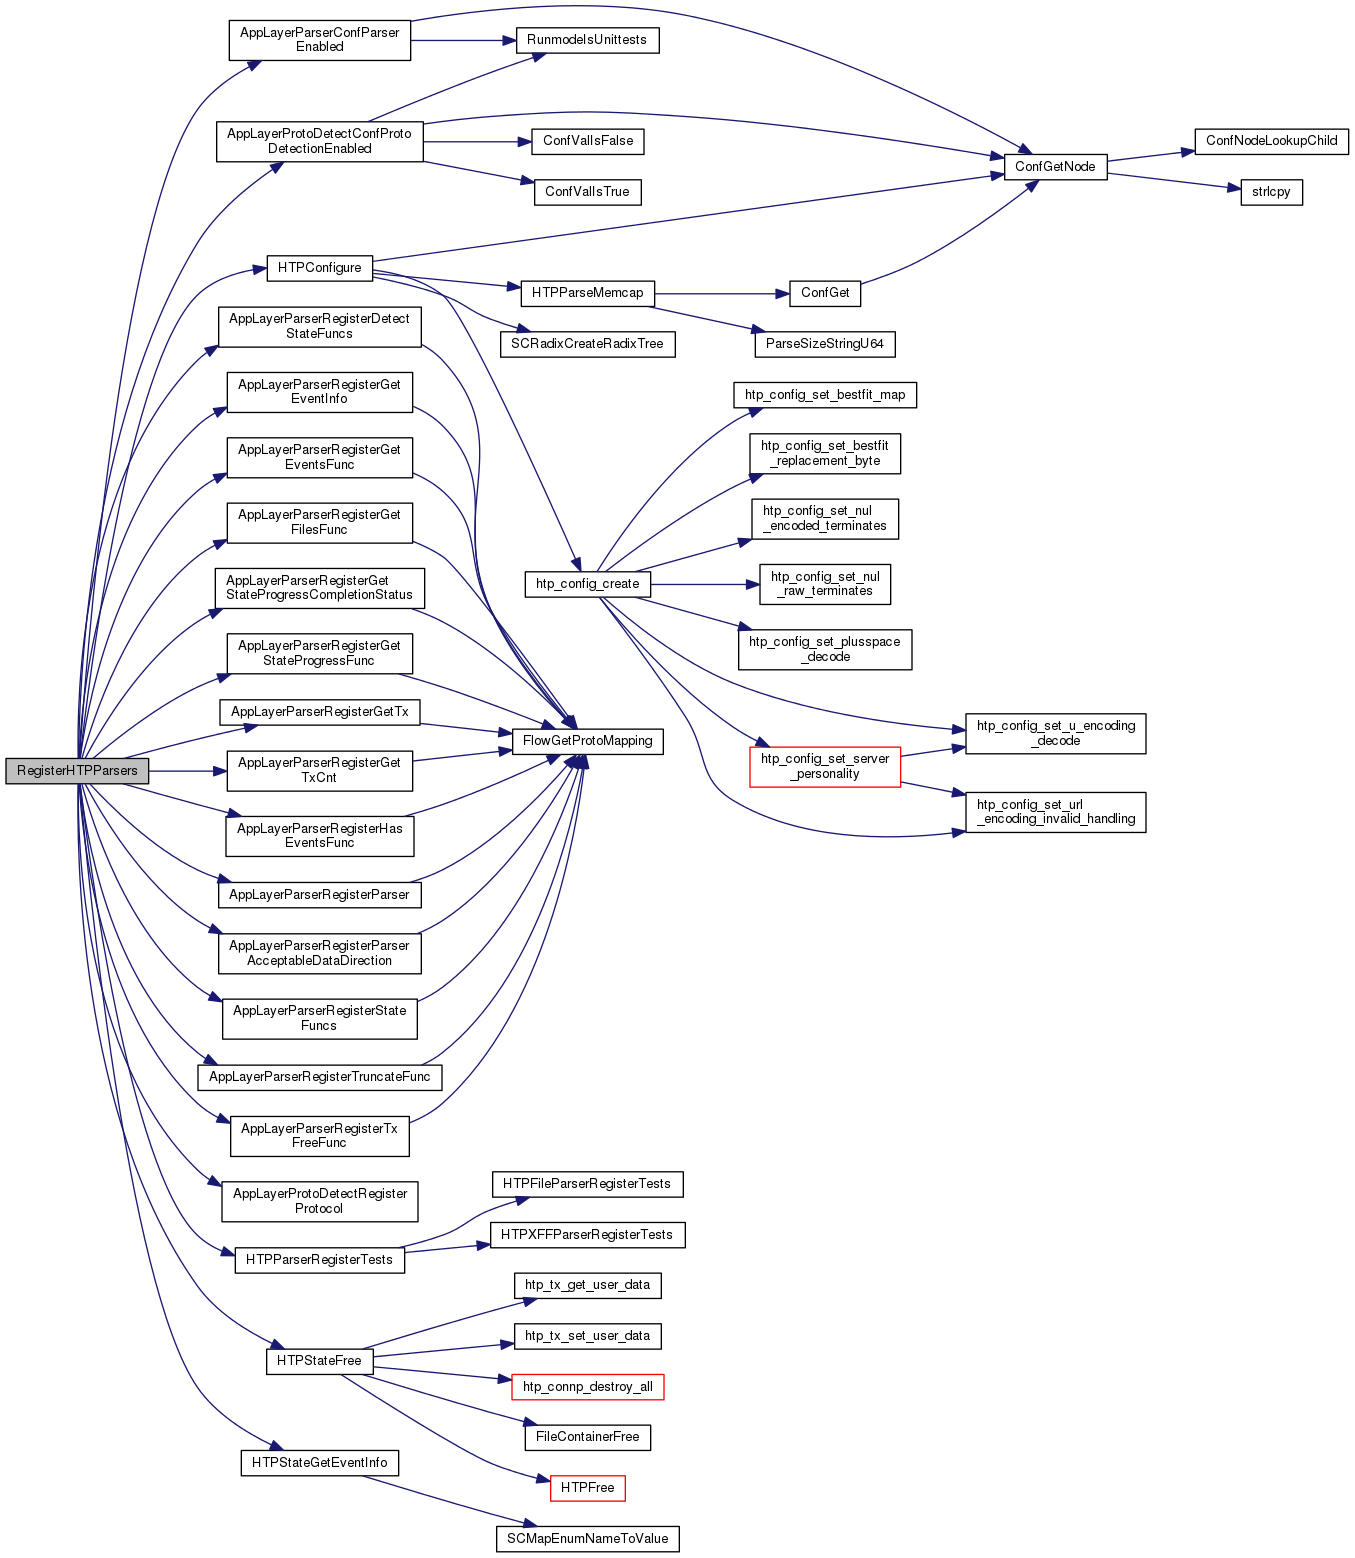 AppLayerParserConfParser
Enabled
RunmodeIsUnittests
AppLayerProtoDetectConfProto
DetectionEnabled
ConfValIsFalse
ConfValIsTrue
ConfGetNode
ConfNodeLookupChild
strlcpy
HTPConfigure
HTPParseMemcap
ConfGet
SCRadixCreateRadixTree
ParseSizeStringU64
AppLayerParserRegisterDetect
StateFuncs
AppLayerParserRegisterGet
EventInfo
AppLayerParserRegisterGet
EventsFunc
AppLayerParserRegisterGet
FilesFunc
AppLayerParserRegisterGet
StateProgressCompletionStatus
AppLayerParserRegisterGet
StateProgressFunc
AppLayerParserRegisterGetTx
AppLayerParserRegisterGet
TxCnt
AppLayerParserRegisterHas
EventsFunc
AppLayerParserRegisterParser
AppLayerParserRegisterParser
AcceptableDataDirection
AppLayerParserRegisterState
Funcs
AppLayerParserRegisterTruncateFunc
AppLayerParserRegisterTx
FreeFunc
AppLayerProtoDetectRegister
Protocol
RegisterHTPParsers
FlowGetProtoMapping
htp_config_create
htp_config_set_bestfit_map
htp_config_set_bestfit
_replacement_byte
htp_config_set_nul
_encoded_terminates
htp_config_set_nul
_raw_terminates
htp_config_set_plusspace
_decode
htp_config_set_server
_personality
htp_config_set_u_encoding
_decode
htp_config_set_url
_encoding_invalid_handling
HTPParserRegisterTests
HTPFileParserRegisterTests
HTPXFFParserRegisterTests
HTPStateFree
htp_tx_get_user_data
htp_tx_set_user_data
htp_connp_destroy_all
FileContainerFree
HTPFree
HTPStateGetEventInfo
SCMapEnumNameToValue